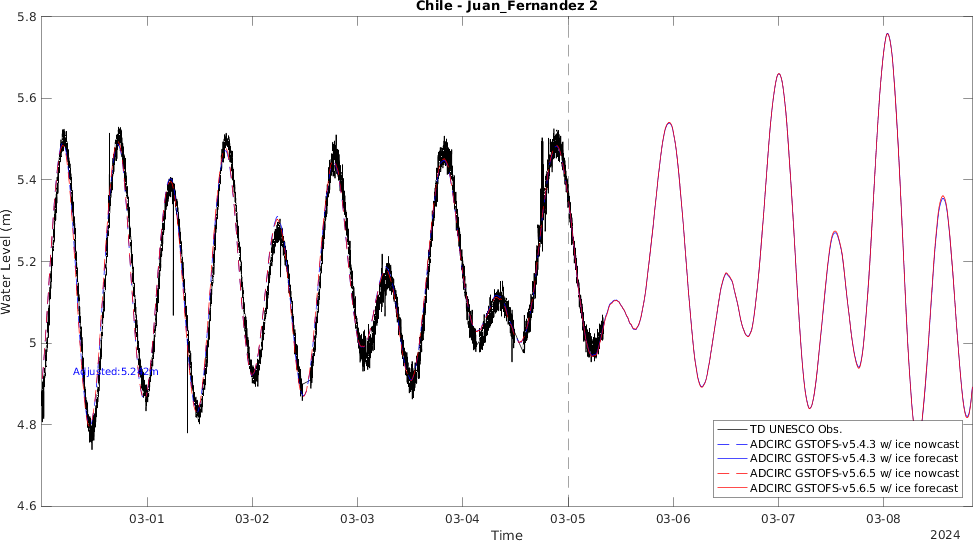 Chile - Juan_Fernandez 2
5.8
5.6
5.4
5.2
5
4.8
4.6
Water Level (m)
03-01
03-02
03-03
03-04
03-05
03-06
03-07
03-08
Time
2024
TD UNESCO Obs.
ADCIRC GSTOFS-v5.4.3 w/ ice nowcast
ADCIRC GSTOFS-v5.4.3 w/ ice forecast
ADCIRC GSTOFS-v5.6.5 w/ ice nowcast
ADCIRC GSTOFS-v5.6.5 w/ ice forecast